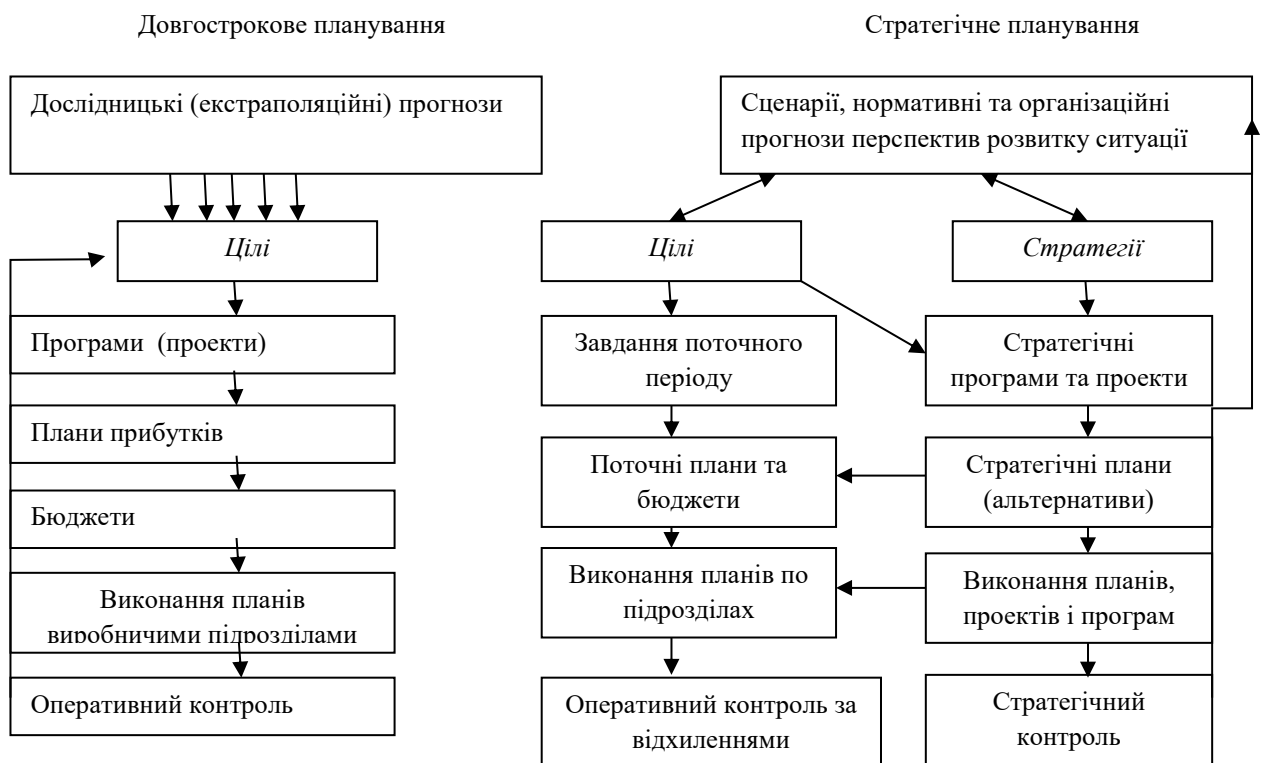 Довгострокове планування
Дослідницькі (екстраполяційні) прогнози
Цілі
Програми (проекти)
Плани прибутків
Бюджети
Виконання планів
виробничими підрозділами
Оперативний контроль
Стратегічне планування
Сценарії, нормативні та організаційні
прогнози перспектив розвитку ситуації
Цілі
Стратегії
Завдання поточного
періоду
Стратегічні
програми та проекти
Поточні плани та
бюджети
Стратегічні плани
(альтернативи)
Виконання планів по
підрозділах
Виконання планів,
проектів і програм
Оперативний контроль за
відхиленнями
Стратегічний
контроль